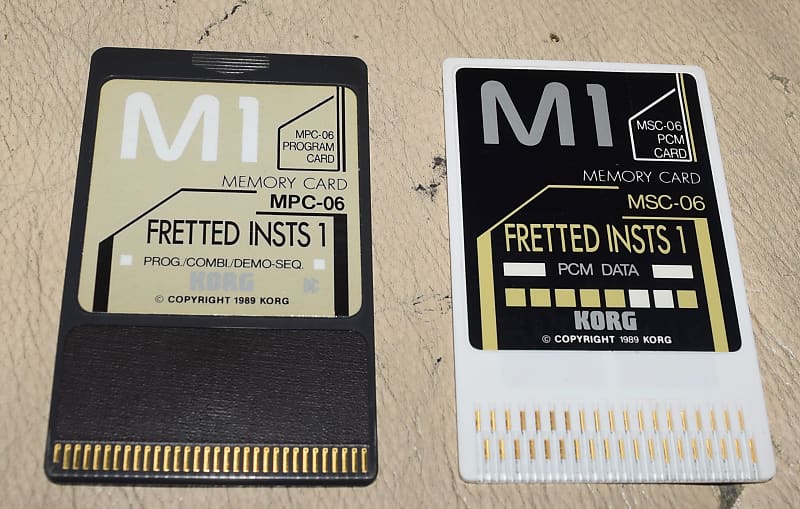 M1
MPC-06
PROGRAM
CARD
MEMORY CARD
MPC-06
FRETTED INSTS 1
PROG./COMBI/DEMO-SEQ.
KORG
© COPYRIGHT 1989 KORG
M1
MSC-06
PCM
CARD
MEMORY CARD
MSC-06
FRETTED INSTS 1
PCM DATA
KORG
© COPYRIGHT 1989 KORG